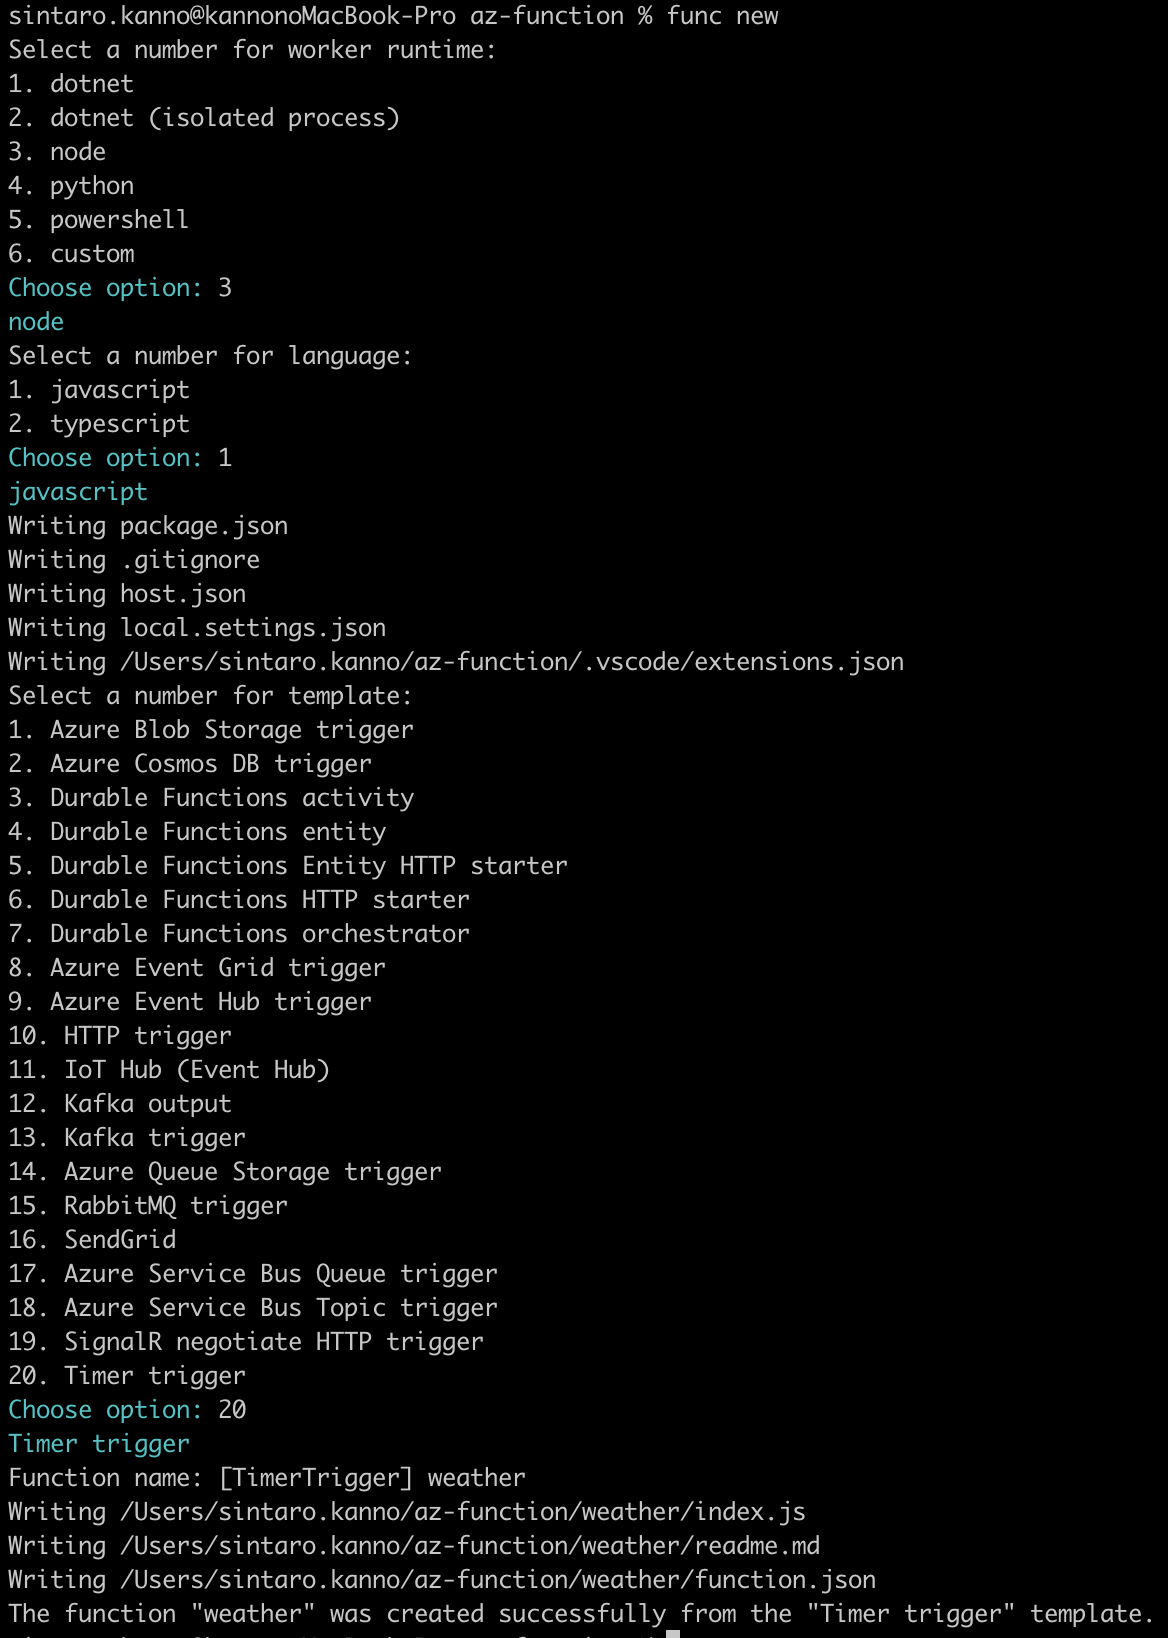 sintaro.kanno@kannonoMacBook-Pro az-function % func new
Select a number for worker runtime:
1. dotnet
2. dotnet (isolated process)
3. node
4. python
5. powershell
6. custom
Choose option: 3
node
Select a number for language:
1. javascript
2. typescript
Choose option: 1
javascript
Writing package.json
Writing .gitignore
Writing host.json
Writing local.settings.json
Writing /Users/sintaro.kanno/az-function/.vscode/extensions.json
Select a number for template:
1. Azure Blob Storage trigger
2. Azure Cosmos DB trigger
3. Durable Functions activity
4. Durable Functions entity
5. Durable Functions Entity HTTP starter
6. Durable Functions HTTP starter
7. Durable Functions orchestrator
8. Azure Event Grid trigger
9. Azure Event Hub trigger
10. HTTP trigger
11. IoT Hub (Event Hub)
12. Kafka output
13. Kafka trigger
14. Azure Queue Storage trigger
15. RabbitMQ trigger
16. SendGrid
17. Azure Service Bus Queue trigger
18. Azure Service Bus Topic trigger
19. SignalR negotiate HTTP trigger
20. Timer trigger
Choose option: 20
Timer trigger
Function name: [TimerTrigger] weather
Writing /Users/sintaro.kanno/az-function/weather/index.js
Writing /Users/sintaro.kanno/az-function/weather/readme.md
Writing /Users/sintaro.kanno/az-function/weather/function.json
The function "weather" was created successfully from the "Timer trigger" template.